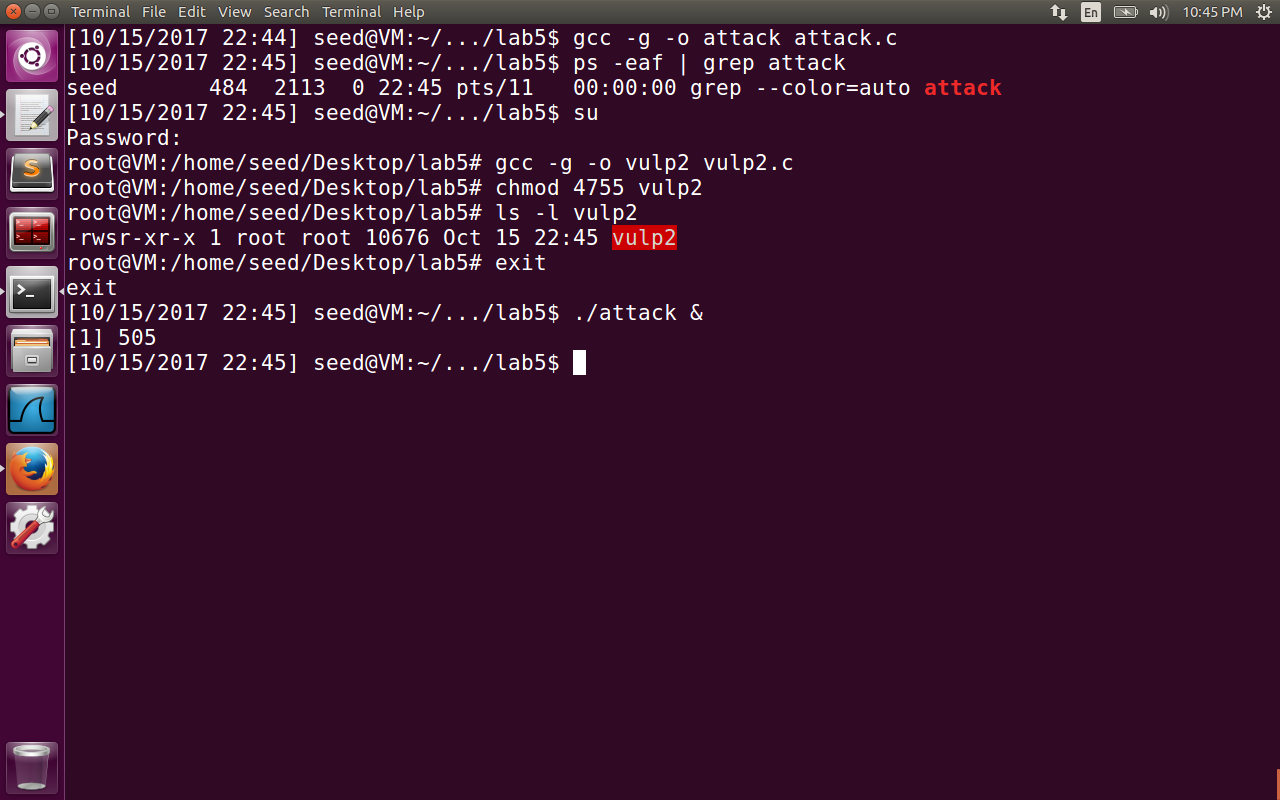 Terminal File Edit View Search Terminal Help En 10:45 PM
[10/15/2017 22:44] seed@VM:~/.../lab5$ gcc -g -o attack attack.c
[10/15/2017 22:45] seed@VM:~/.../lab5$ ps -eaf | grep attack
seed       484  2113  0 22:45 pts/11   00:00:00 grep --color=auto attack
[10/15/2017 22:45] seed@VM:~/.../lab5$ su
Password:
root@VM:/home/seed/Desktop/lab5# gcc -g -o vulp2 vulp2.c
root@VM:/home/seed/Desktop/lab5# chmod 4755 vulp2
root@VM:/home/seed/Desktop/lab5# ls -l vulp2
-rwsr-xr-x 1 root root 10676 Oct 15 22:45 vulp2
root@VM:/home/seed/Desktop/lab5# exit
exit
[10/15/2017 22:45] seed@VM:~/.../lab5$ ./attack &
[1] 505
[10/15/2017 22:45] seed@VM:~/.../lab5$